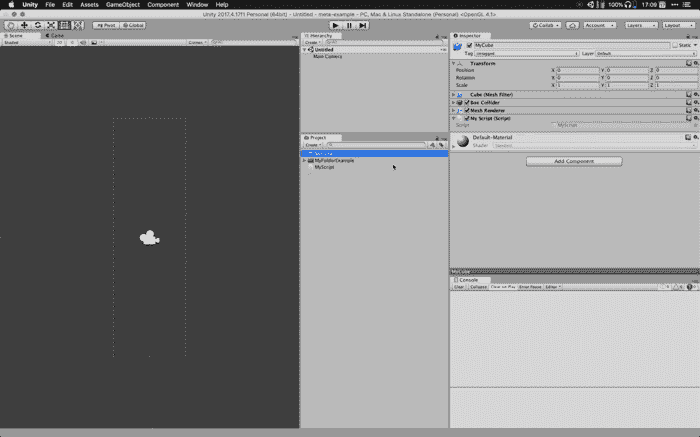 Unity File Edit Assets GameObject Component Window Help 100% 17:09
Unity 2017.4.17f1 Personal (64bit) - Untitled - meta-example - PC, Mac & Linux Standalone (Personal) <OpenGL 4.1>
Pivot Global Collab Account Layers Layout
Scene Game
Shaded 2D Gizmos
Hierarchy
Create
Untitled
Main Camera
Project
Create
MyFolderExample
MyScript
Inspector
MyCube Static
Tag Untagged Layer Default
Transform
Position X 0 Y 0 Z 0
Rotation X 0 Y 0 Z 0
Scale X 1 Y 1 Z 1
Cube (Mesh Filter)
Box Collider
Mesh Renderer
My Script (Script)
Script MyScript
Default-Material
Shader Standard
Add Component
MyCube
Console
Clear Collapse Clear on Play Error Pause Editor